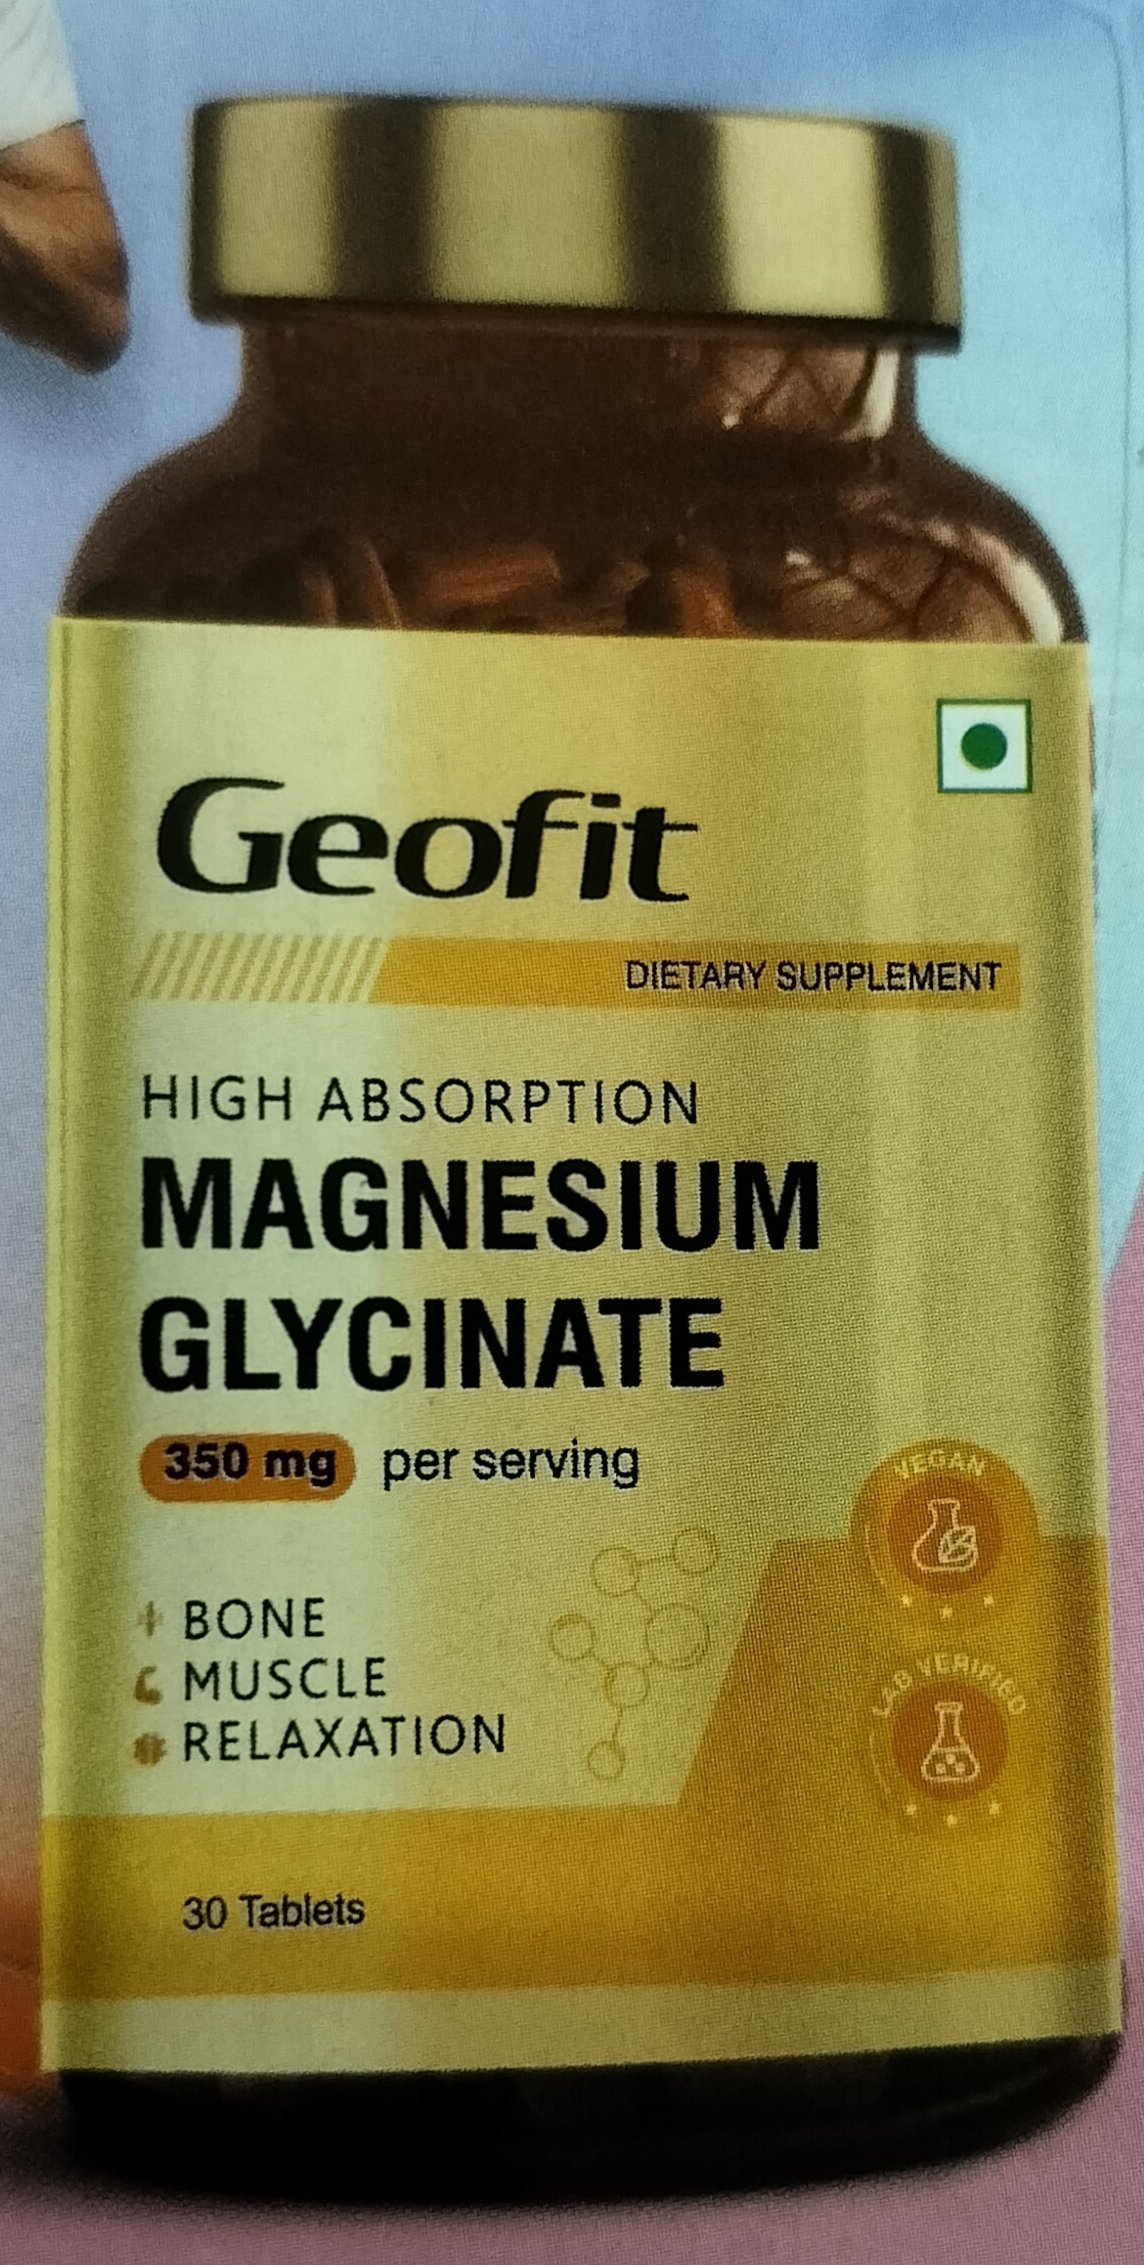 Geofit
DIETARY SUPPLEMENT
HIGH ABSORPTION
MAGNESIUM
GLYCINATE
350 mg per serving
BONE
MUSCLE
RELAXATION
VEGAN
LAB VERIFIED
30 Tablets